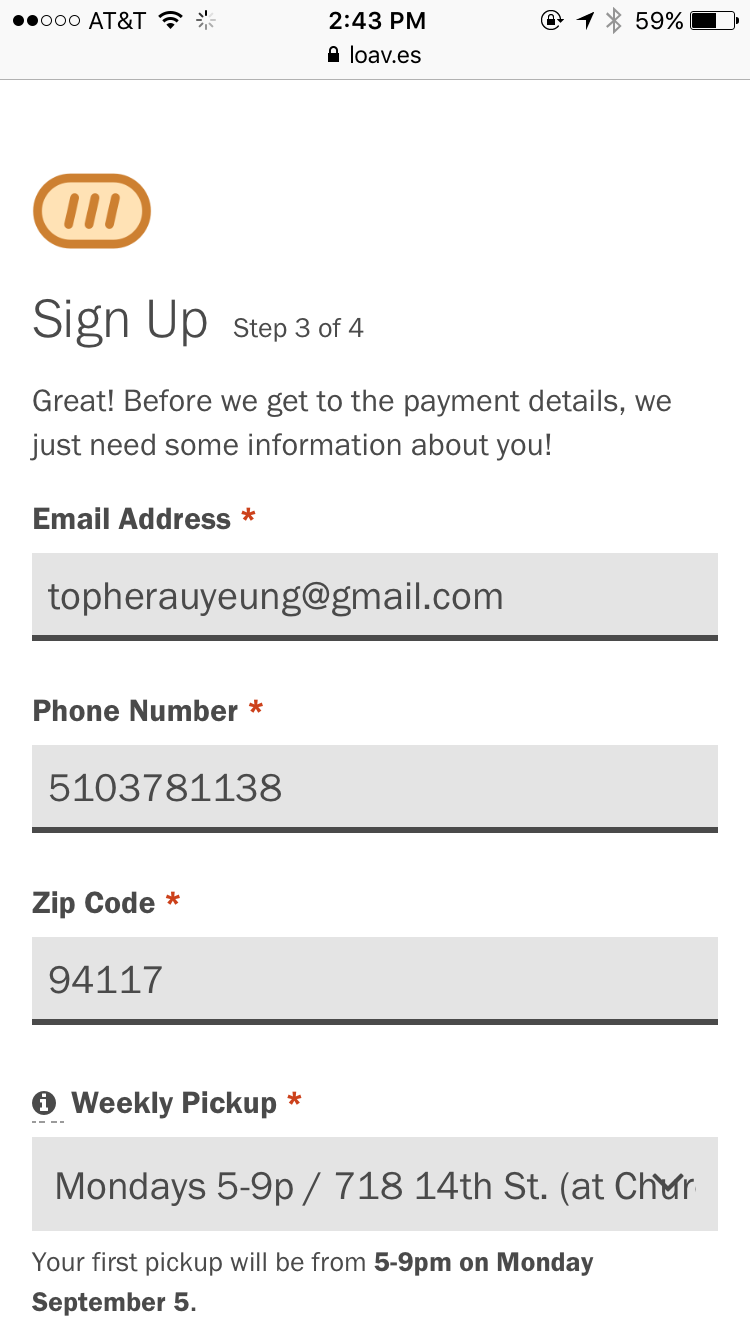 AT&T 2:43 PM 59%
loav.es
Sign Up Step 3 of 4
Great! Before we get to the payment details, we
just need some information about you!
Email Address *
topherauyeung@gmail.com
Phone Number *
5103781138
Zip Code *
94117
Weekly Pickup *
Mondays 5-9p / 718 14th St. (at Chur
Your first pickup will be from 5-9pm on Monday
September 5.